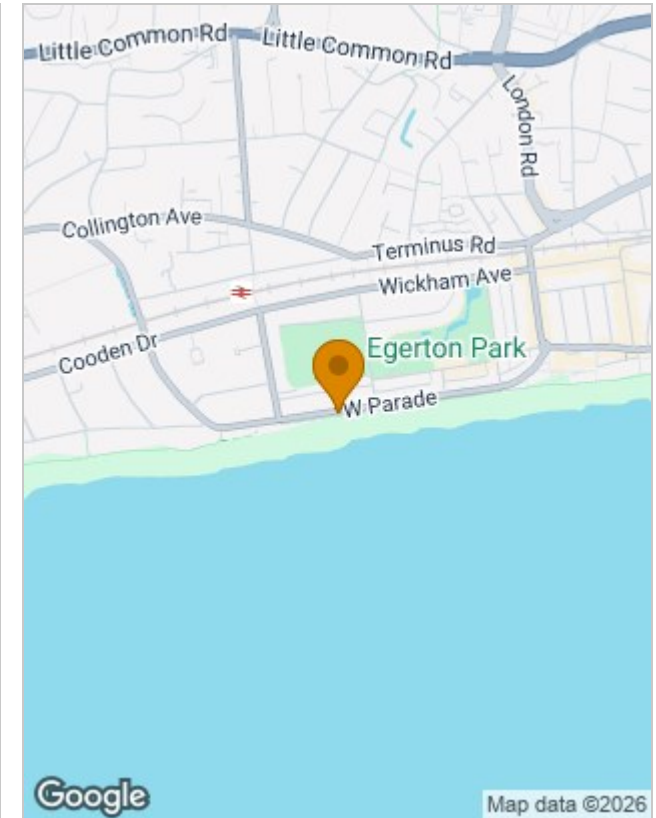 Little Common Rd
Little Common Rd
London Rd
Collington Ave
Terminus Rd
Wickham Ave
Egerton Park
Cooden Dr
W Parade
Google
Map data ©2026